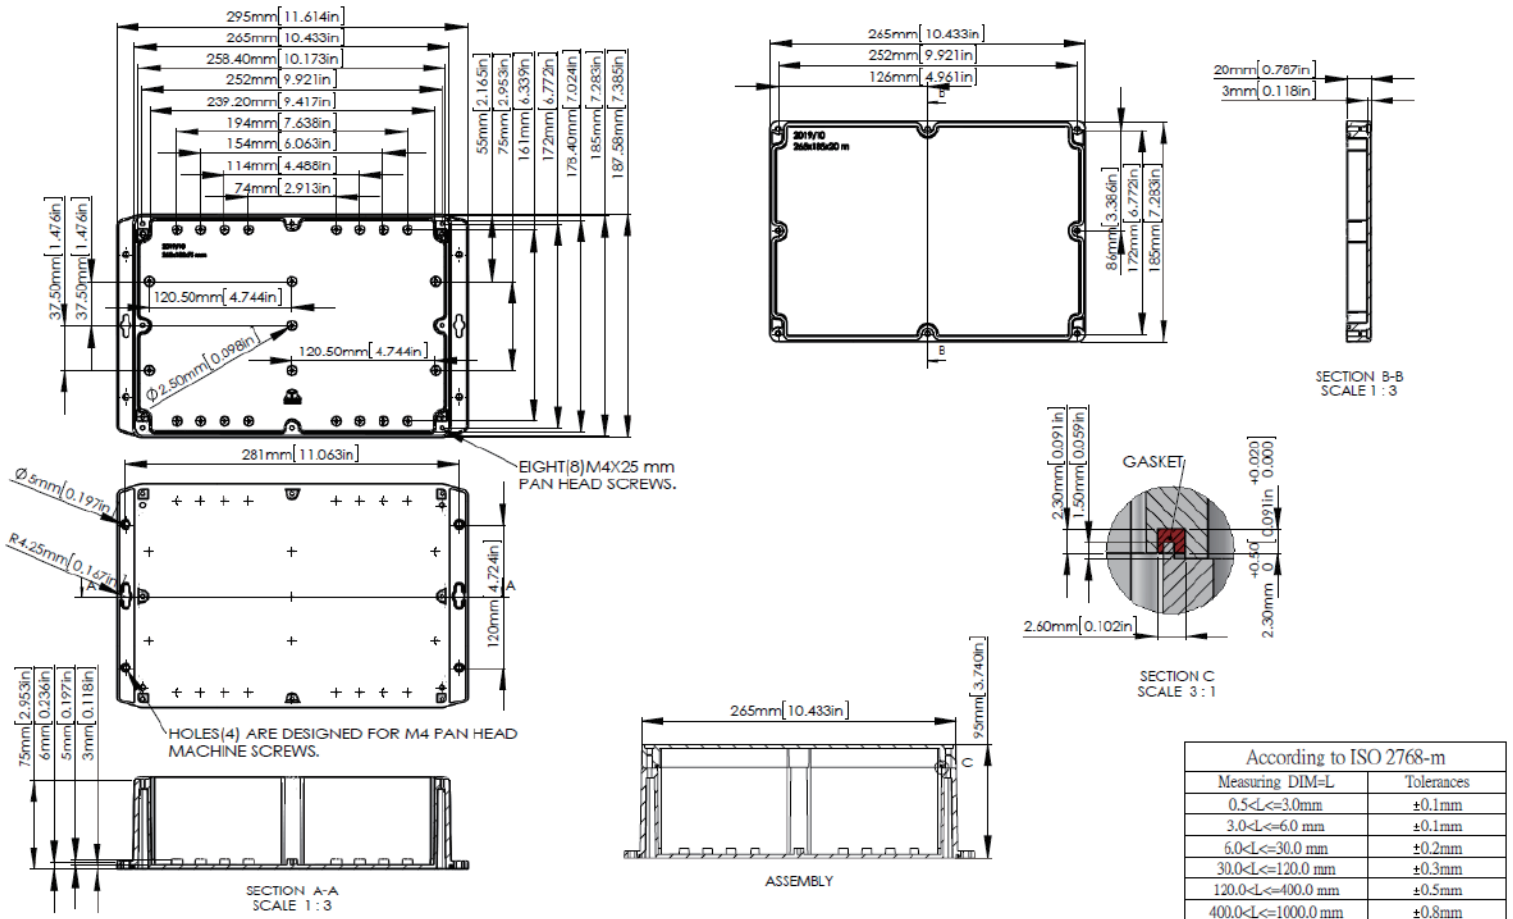 295mm[11.614in]
265mm[10.433in]
258.40mm[10.173in]
252mm[9.921in]
239.20mm[9.417in]
194mm[7.638in]
154mm[6.063in]
114mm[4.488in]
74mm[2.913in]
55mm[2.165in]
75mm[2.953in]
161mm[6.339in]
172mm[6.772in]
178.40mm[7.024in]
185mm[7.283in]
187.58mm[7.385in]
37.50mm[1.476in]
37.50mm[1.476in]
2019/10
120.50mm[4.744in]
120.50mm[4.744in]
Φ2.50mm[0.098in]
EIGHT(8)M4X25 mm
PAN HEAD SCREWS.
265mm[10.433in]
252mm[9.921in]
126mm[4.961in]
B
2019/10
265x185x20 m
86mm[3.386in]
172mm[6.772in]
185mm[7.283in]
B
20mm[0.787in]
3mm[0.118in]
SECTION B-B
SCALE 1 : 3
281mm[11.063in]
Φ5mm[0.197in]
R4.25mm[0.167in]
A
A
120mm[4.724in]
HOLES(4) ARE DESIGNED FOR M4 PAN HEAD
MACHINE SCREWS.
2.30mm[0.091in]
1.50mm[0.059in]
GASKET
2.30mm +0.50 0 [0.091in +0.020 0.000]
2.60mm[0.102in]
SECTION C
SCALE 3 : 1
75mm[2.953in]
6mm[0.236in]
5mm[0.197in]
3mm[0.118in]
SECTION A-A
SCALE 1 : 3
265mm[10.433in]
95mm[3.740in]
C
ASSEMBLY
According to ISO 2768-m
Measuring DIM=L Tolerances
0.5<L<=3.0mm ±0.1mm
3.0<L<=6.0 mm ±0.1mm
6.0<L<=30.0 mm ±0.2mm
30.0<L<=120.0 mm ±0.3mm
120.0<L<=400.0 mm ±0.5mm
400.0<L<=1000.0 mm ±0.8mm